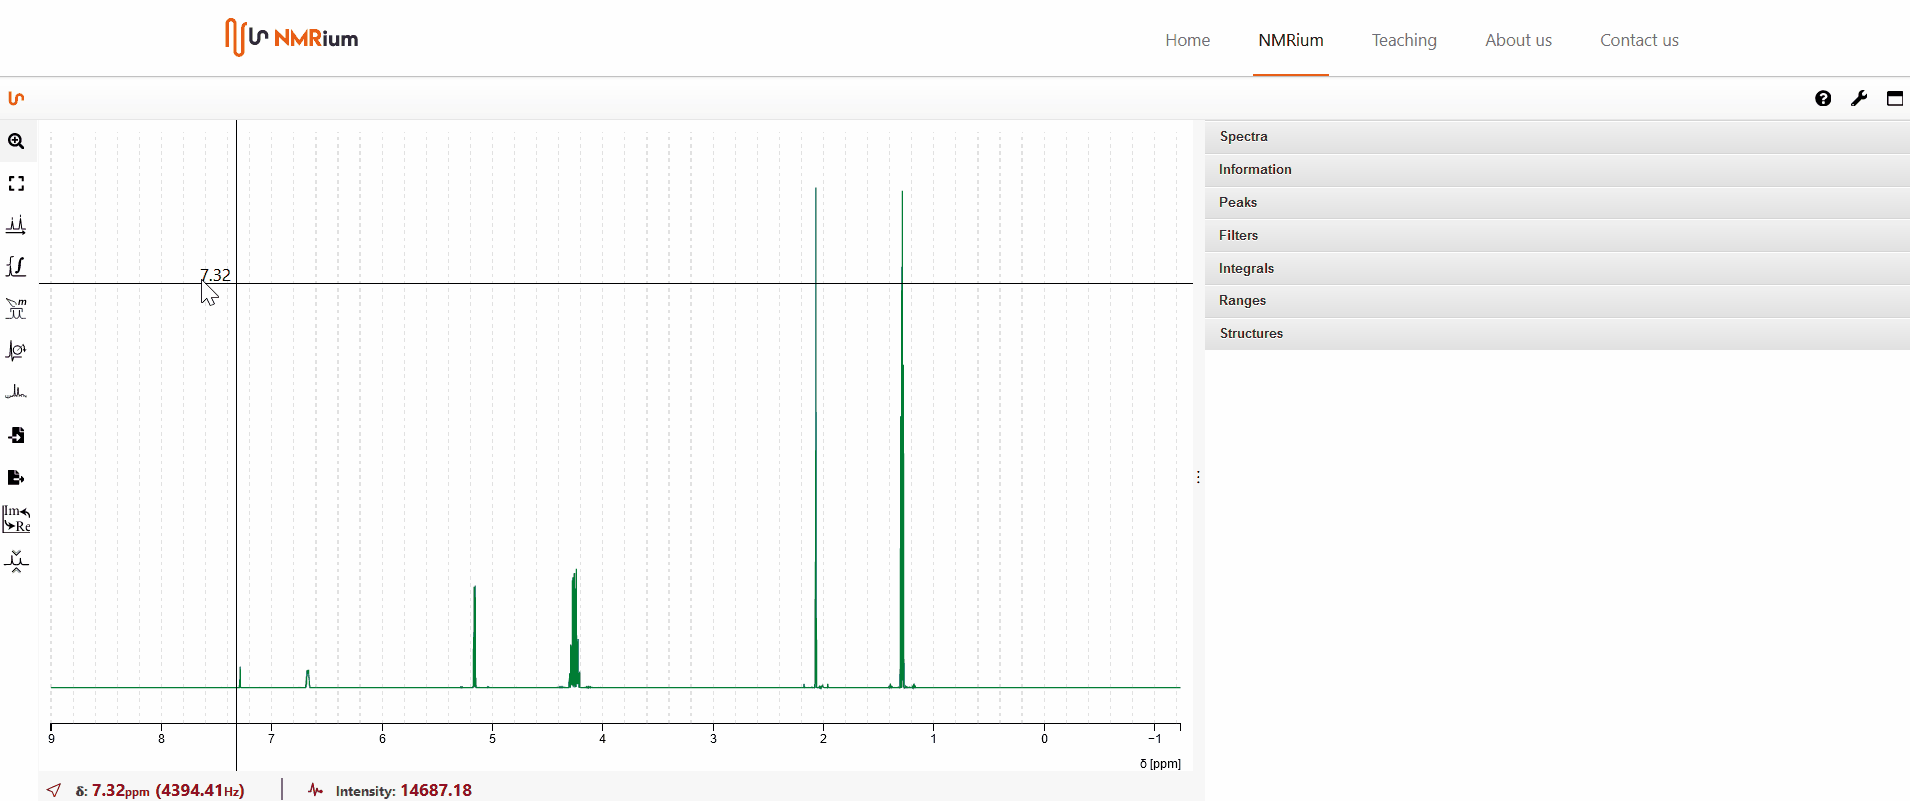 NMRium
Home NMRium Teaching About us Contact us
Spectra
Information
Peaks
Filters
Integrals
Ranges
Structures
7.32
m
Im
Re
9 8 7 6 5 4 3 2 1 0 −1
δ [ppm]
δ: 7.32ppm (4394.41Hz) Intensity: 14687.18